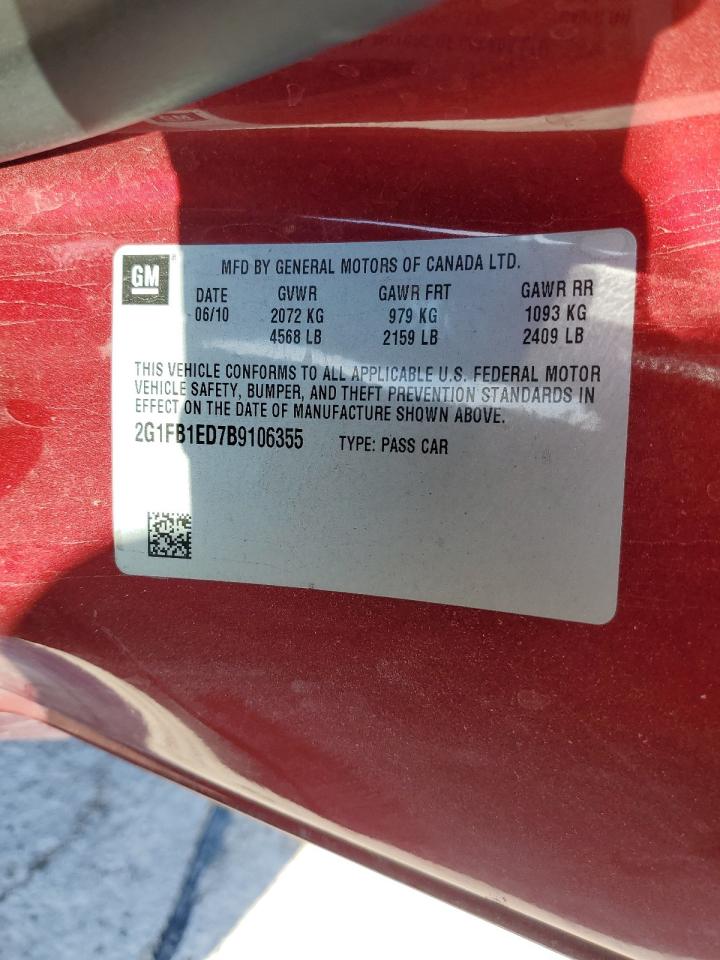 GM
MFD BY GENERAL MOTORS OF CANADA LTD.
DATE GVWR GAWR FRT GAWR RR
06/10 2072 KG 979 KG 1093 KG
4568 LB 2159 LB 2409 LB
THIS VEHICLE CONFORMS TO ALL APPLICABLE U.S. FEDERAL MOTOR
VEHICLE SAFETY, BUMPER, AND THEFT PREVENTION STANDARDS IN
EFFECT ON THE DATE OF MANUFACTURE SHOWN ABOVE.
2G1FB1ED7B9106355 TYPE: PASS CAR